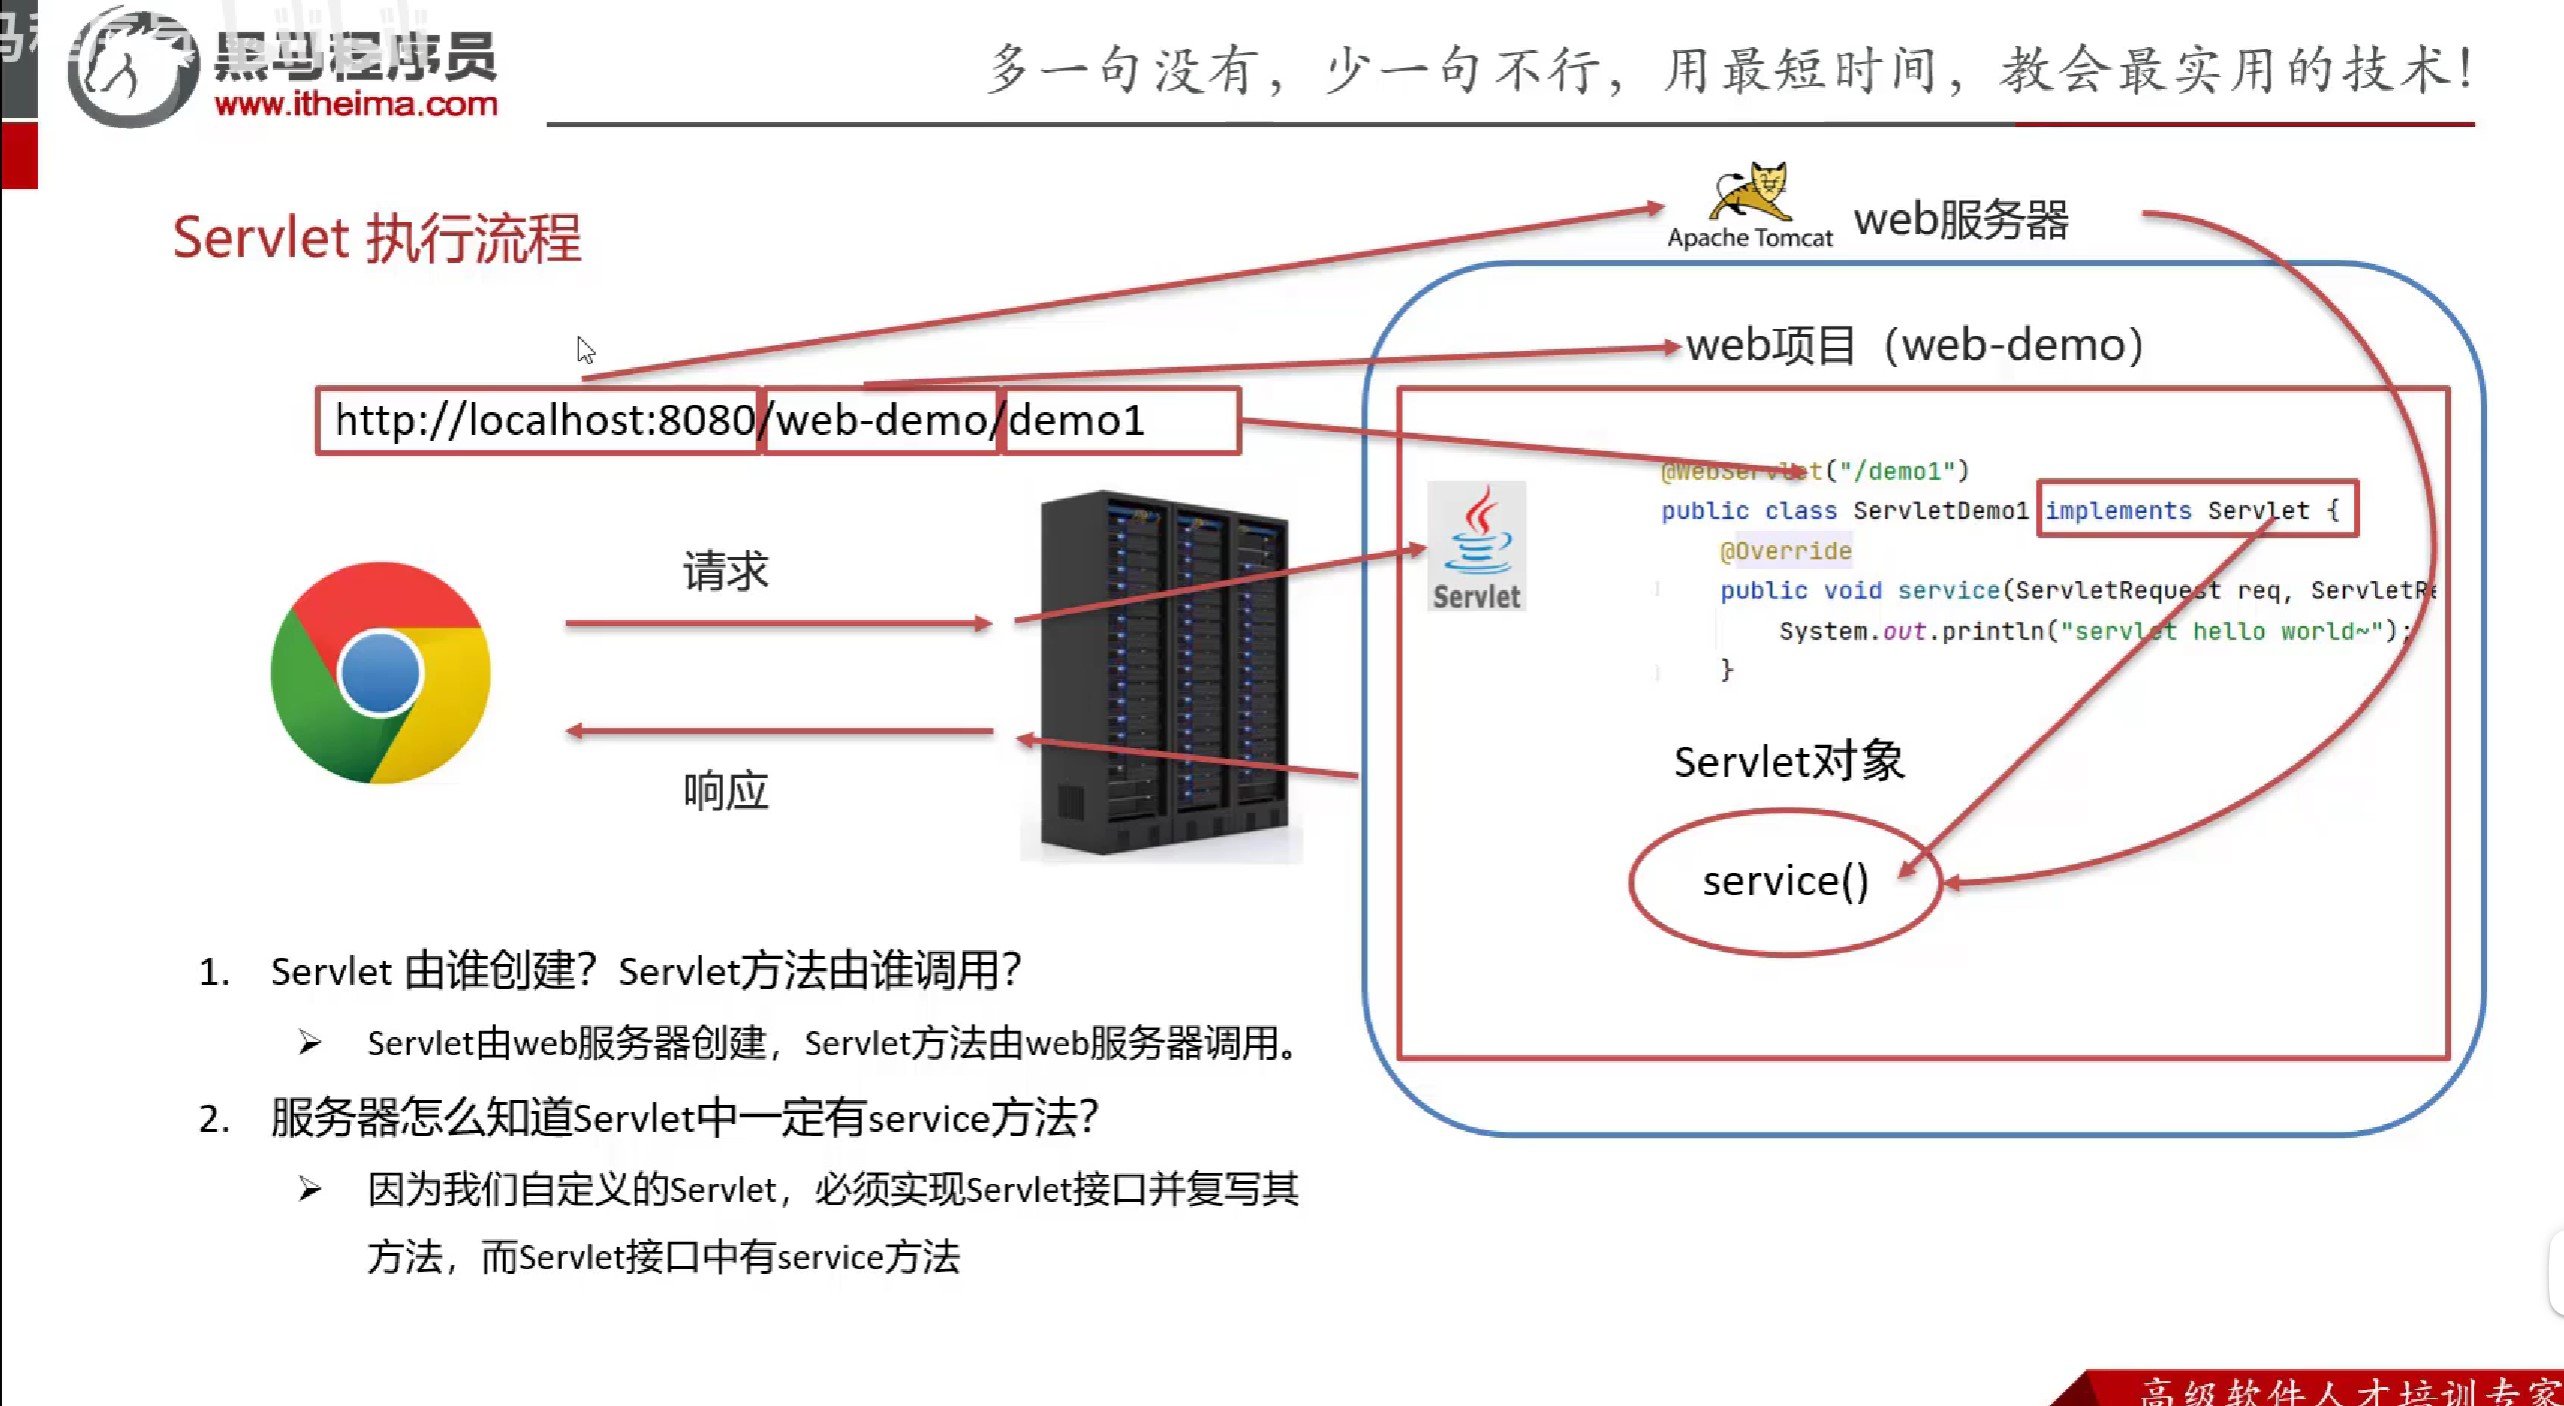 黑马程序员
www.itheima.com
多一句没有，少一句不行，用最短时间，教会最实用的技术！
Servlet 执行流程
Apache Tomcat
web服务器
web项目（web-demo）
http://localhost:8080/web-demo/demo1
@WebServlet("/demo1")
public class ServletDemo1 implements Servlet {
@Override
public void service(ServletRequest req, ServletRe
System.out.println("servlet hello world~");
}
Servlet
请求
响应
Servlet对象
service()
1. Servlet 由谁创建？Servlet方法由谁调用？
➢ Servlet由web服务器创建，Servlet方法由web服务器调用。
2. 服务器怎么知道Servlet中一定有service方法？
➢ 因为我们自定义的Servlet，必须实现Servlet接口并复写其
方法，而Servlet接口中有service方法
高级软件人才培训专家